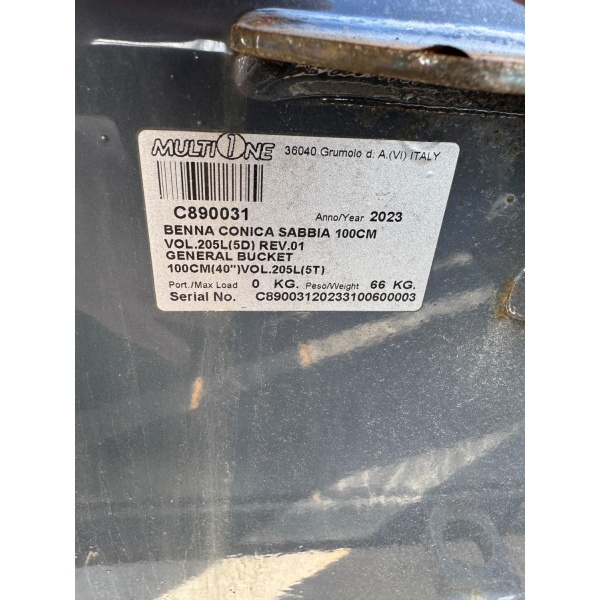 MULTIONE 36040 Grumolo d. A.(VI) ITALY
C890031 Anno/Year 2023
BENNA CONICA SABBIA 100CM
VOL.205L(5D) REV.01
GENERAL BUCKET
100CM(40")VOL.205L(5T)
Port./Max Load 0 KG. Peso/Weight 66 KG.
Serial No. C89003120233100600003